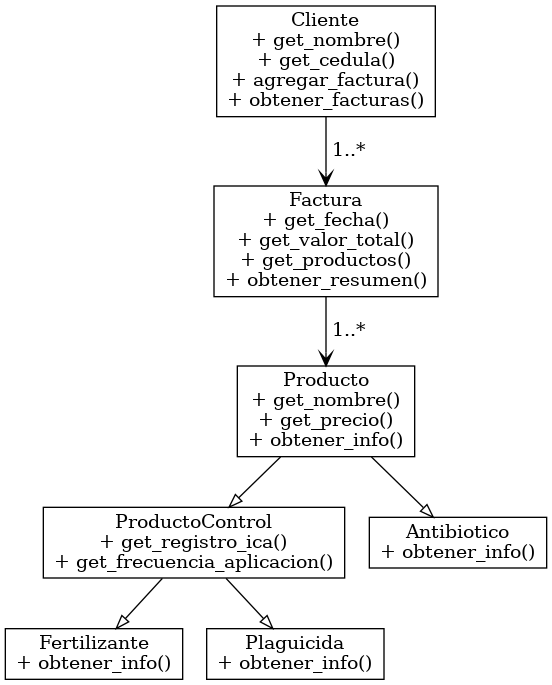 Cliente
+ get_nombre()
+ get_cedula()
+ agregar_factura()
+ obtener_facturas()
1..*
Factura
+ get_fecha()
+ get_valor_total()
+ get_productos()
+ obtener_resumen()
1..*
Producto
+ get_nombre()
+ get_precio()
+ obtener_info()
ProductoControl
+ get_registro_ica()
+ get_frecuencia_aplicacion()
Antibiotico
+ obtener_info()
Fertilizante
+ obtener_info()
Plaguicida
+ obtener_info()